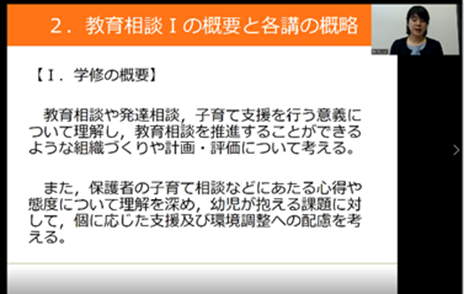 ２．教育相談Ⅰの概要と各講の概略
【Ⅰ．学修の概要】
教育相談や発達相談，子育て支援を行う意義に
ついて理解し，教育相談を推進することができる
ような組織づくりや計画・評価について考える。
また，保護者の子育て相談などにあたる心得や
態度について理解を深め，幼児が抱える課題に対
して，個に応じた支援及び環境調整への配慮を考
える。